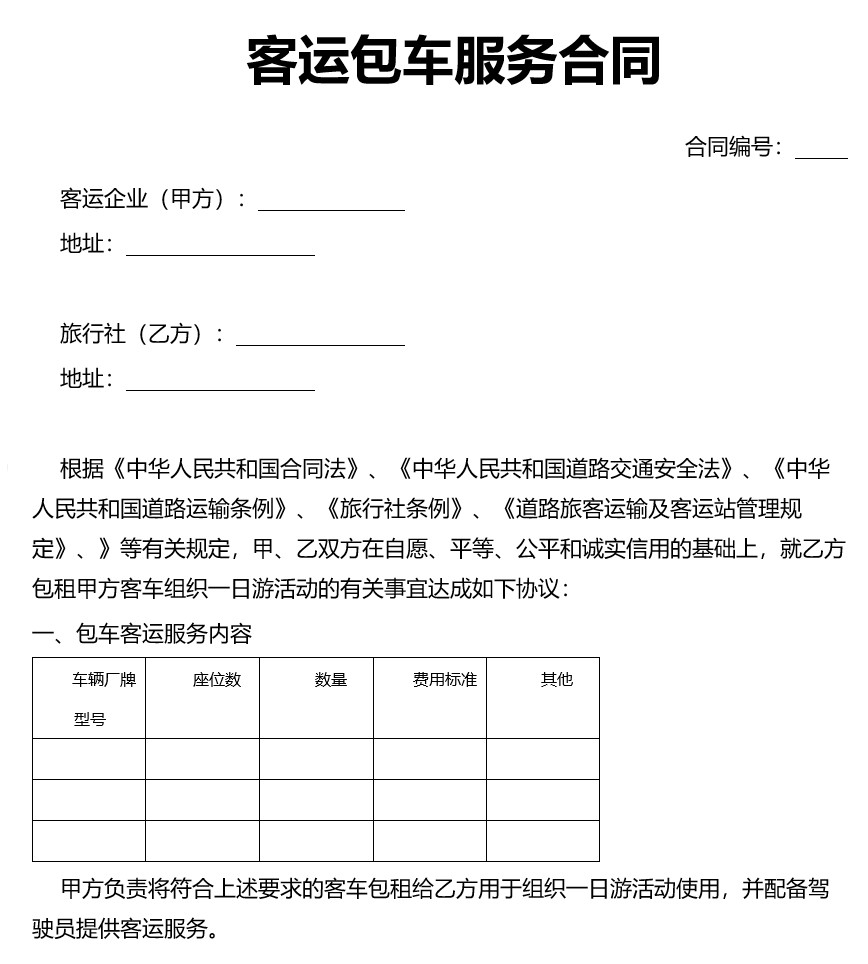 客运包车服务合同
合同编号：_____
客运企业（甲方）：______________
地址：__________________
旅行社（乙方）：________________
地址：__________________
根据《中华人民共和国合同法》、《中华人民共和国道路交通安全法》、《中华
人民共和国道路运输条例》、《旅行社条例》、《道路旅客运输及客运站管理规
定》、》等有关规定，甲、乙双方在自愿、平等、公平和诚实信用的基础上，就乙方
包租甲方客车组织一日游活动的有关事宜达成如下协议：
一、包车客运服务内容
车辆厂牌 座位数 数量 费用标准 其他
型号
甲方负责将符合上述要求的客车包租给乙方用于组织一日游活动使用，并配备驾
驶员提供客运服务。